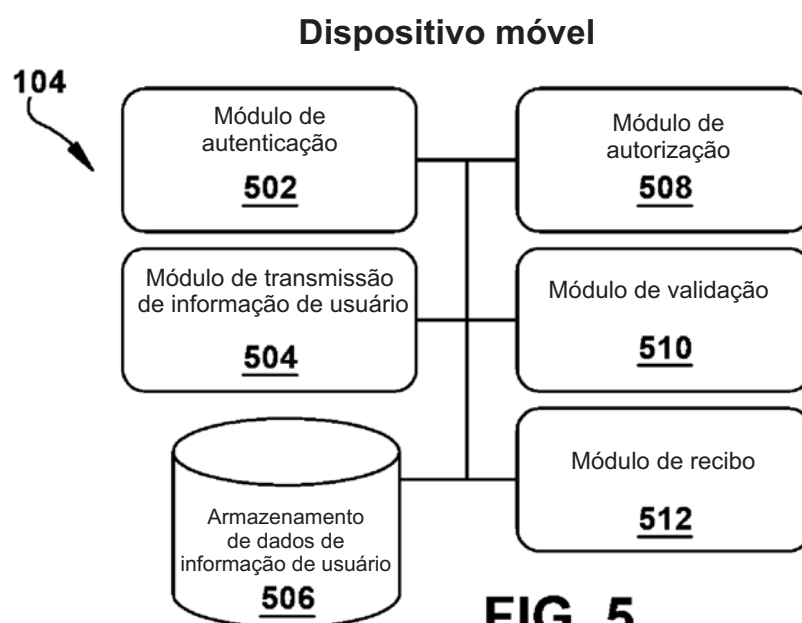 Dispositivo móvel
104
Módulo de
autenticação
502
Módulo de
autorização
508
Módulo de transmissão
de informação de usuário
504
Módulo de validação
510
Armazenamento
de dados de
informação de usuário
506
Módulo de recibo
512
FIG. 5